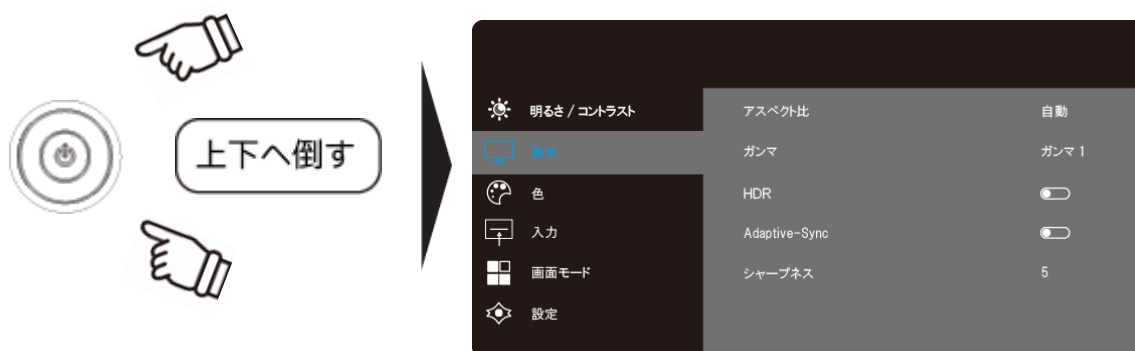 上下へ倒す
明るさ / コントラスト
表示
色
入力
画面モード
設定
アスペクト比 自動
ガンマ ガンマ 1
HDR
Adaptive-Sync
シャープネス 5